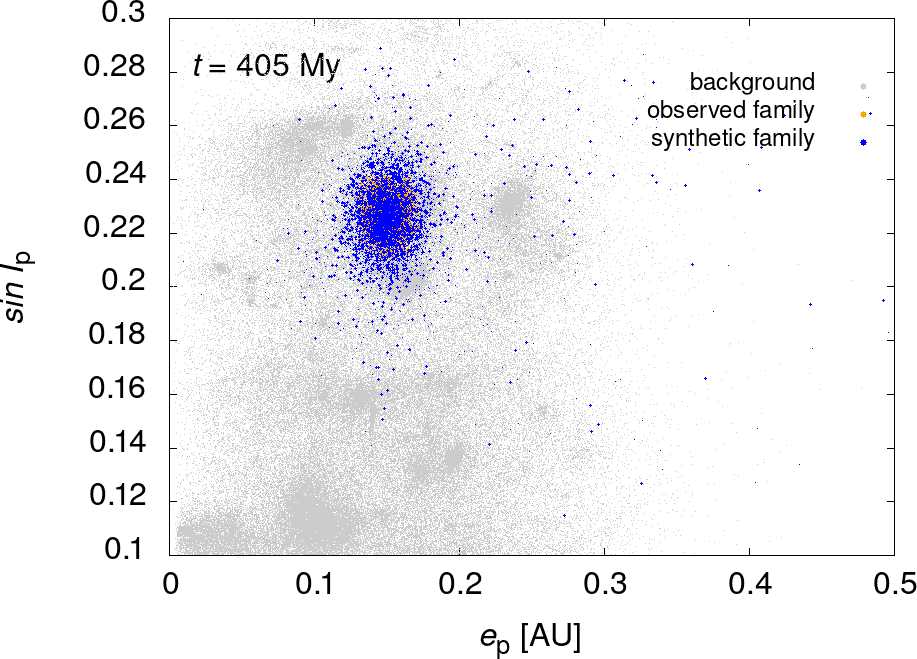 0.3
0.28
0.26
0.24
0.22
0.2
0.18
0.16
0.14
0.12
0.1
sin Ip
t = 405 My
background
observed family
synthetic family
0 0.1 0.2 0.3 0.4 0.5
ep [AU]